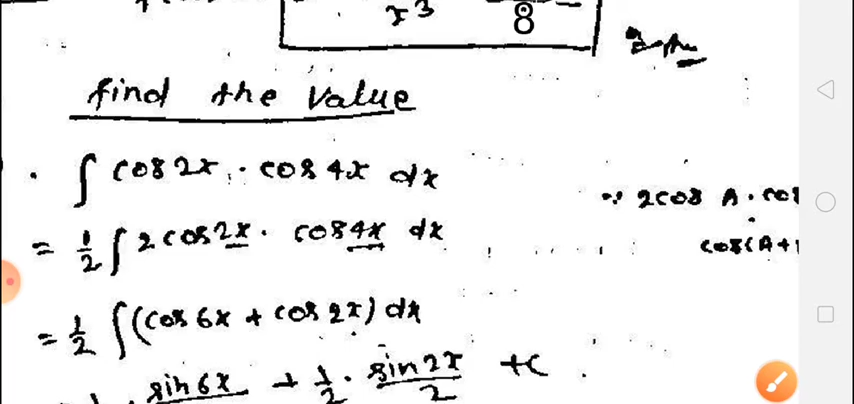 x³ 8
Ans
find the value
. ∫ cos 2x . cos 4x dx
= 1/2 ∫ 2 cos 2x . cos 4x dx
∵ 2cos A . cos
cos(A+
= 1/2 ∫ (cos 6x + cos 2x) dx
sin 6x + 1/2 . sin 2x / 2 + c